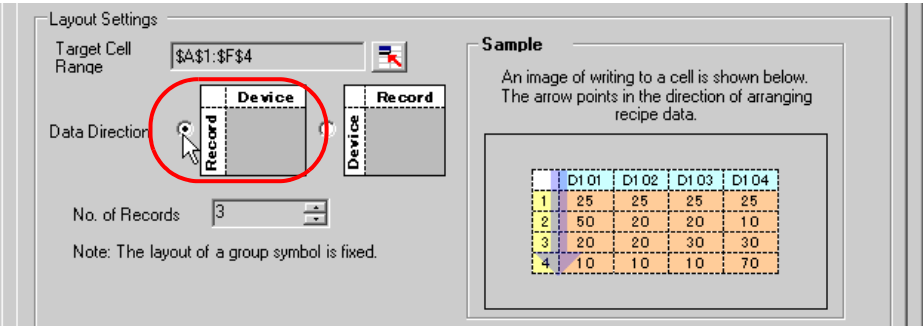 Layout Settings
Target Cell
Range
$A$1:$F$4
Data Direction
Device
Record
Record
Device
No. of Records
3
Note: The layout of a group symbol is fixed.
Sample
An image of writing to a cell is shown below.
The arrow points in the direction of arranging
recipe data.
D101 D102 D103 D104
1 25 25 25 25
2 50 20 20 10
3 20 20 30 30
4 10 10 10 70